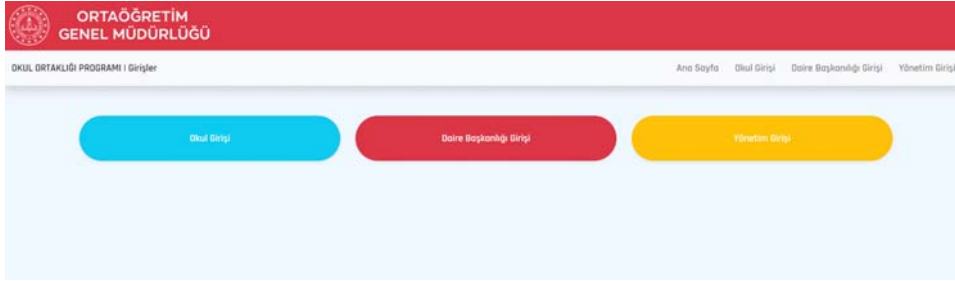 ORTAÖĞRETİM
GENEL MÜDÜRLÜĞÜ
OKUL ORTAKLIĞI PROGRAMI | Girişler
Ana Sayfa Okul Girişi Daire Başkanlığı Girişi Yönetim Girişi
Okul Girişi Daire Başkanlığı Girişi Yönetim Girişi